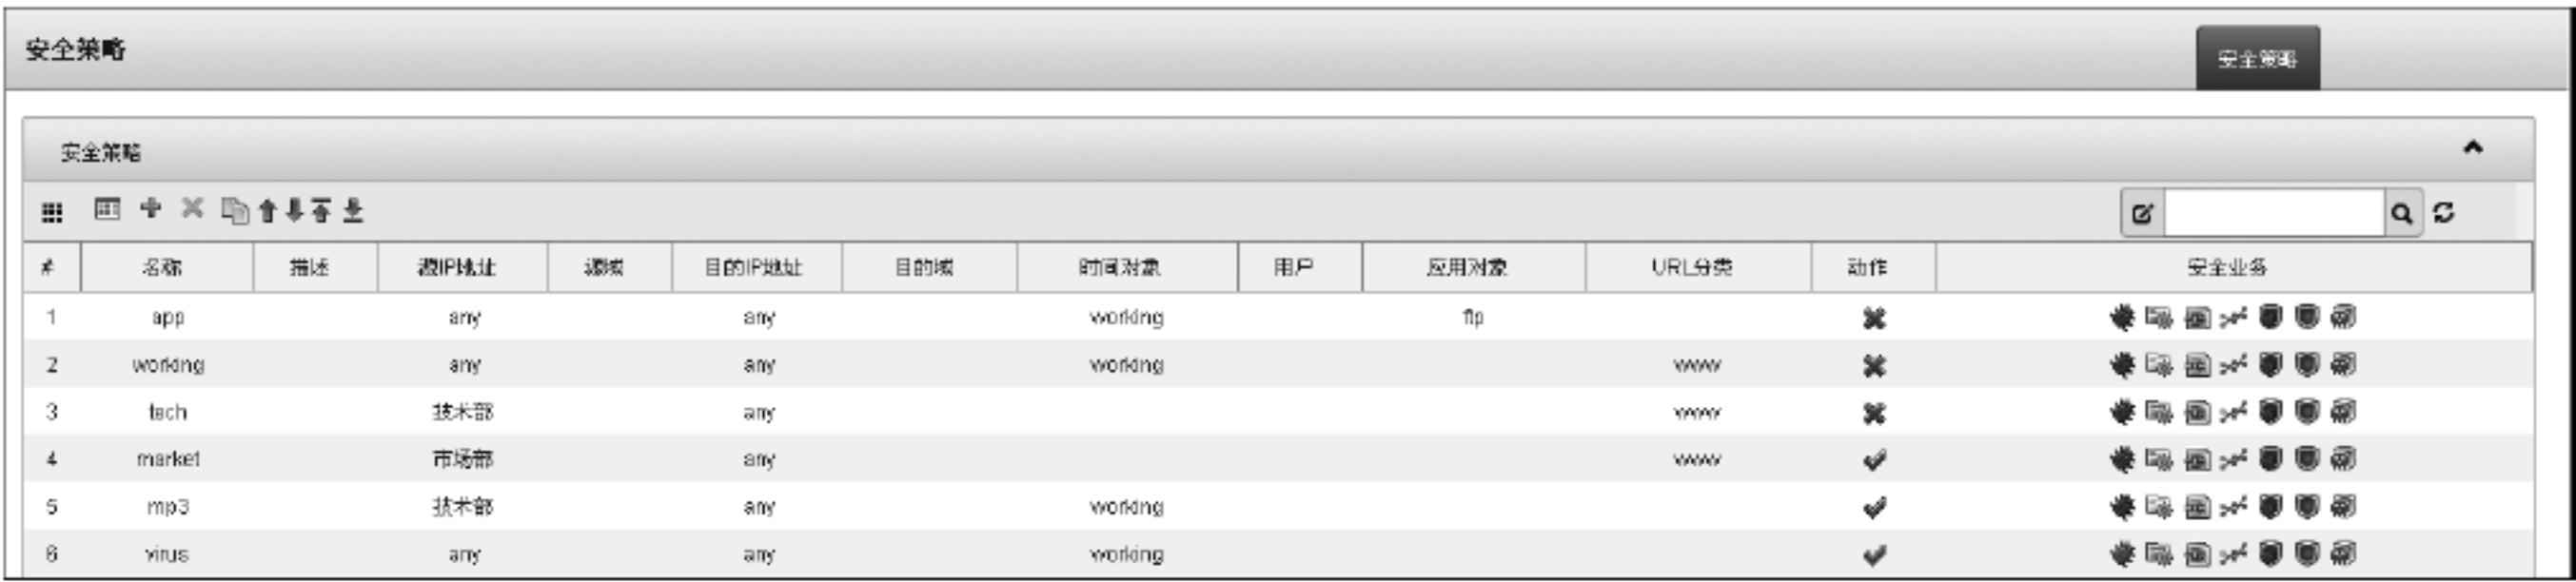 安全策略
安全策略
安全策略
# 名称 描述 源IP地址 源域 目的IP地址 目的域 时间对象 用户 应用对象 URL分类 动作 安全业务
1 app any any working ftp
2 working any any working www
3 tech 技术部 any www
4 market 市场部 any www
5 mp3 技术部 any working
6 virus any any working